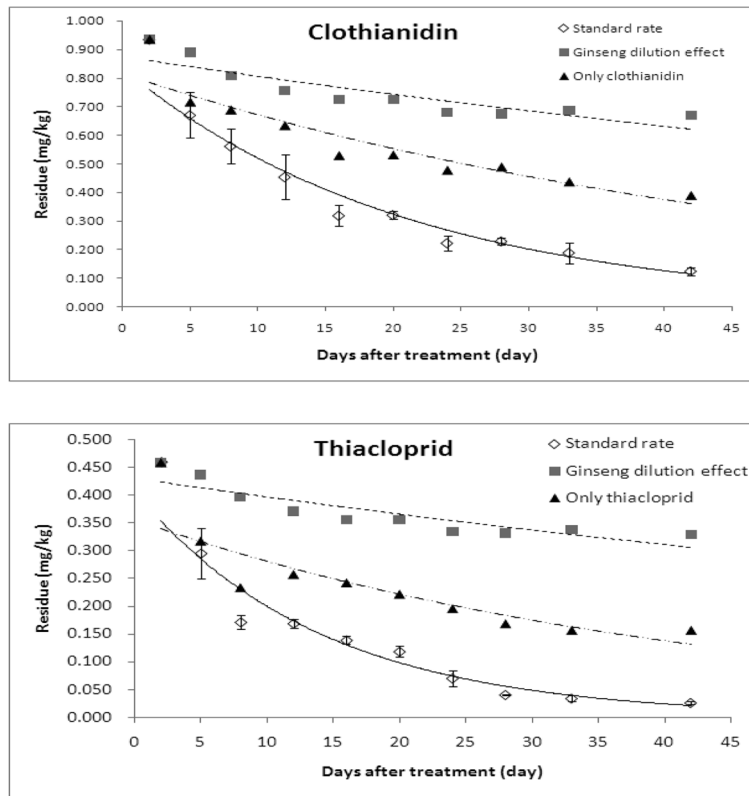 Clothianidin
Standard rate
Ginseng dilution effect
Only clothianidin
1.000
0.900
0.800
0.700
0.600
0.500
0.400
0.300
0.200
0.100
0.000
Residue (mg/kg)
0 5 10 15 20 25 30 35 40 45
Days after treatment (day)
Thiacloprid
Standard rate
Ginseng dilution effect
Only thiacloprid
0.500
0.450
0.400
0.350
0.300
0.250
0.200
0.150
0.100
0.050
0.000
Residue (mg/kg)
0 5 10 15 20 25 30 35 40 45
Days after treatment (day)